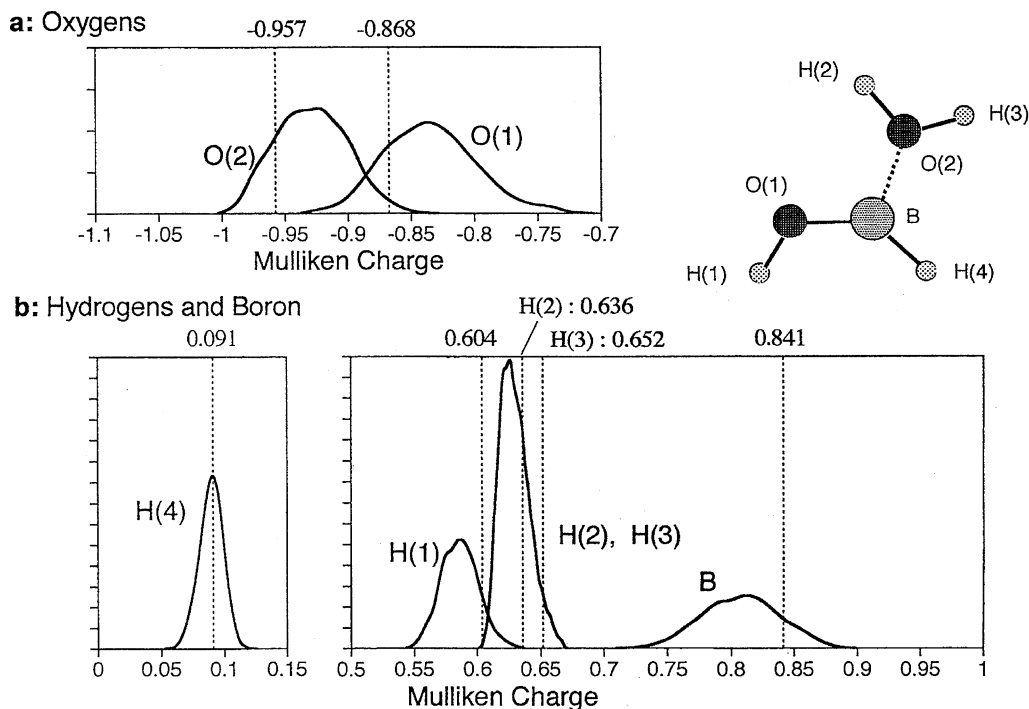 a: Oxygens
-0.957 -0.868
O(2) O(1)
-1.1 -1.05 -1 -0.95 -0.9 -0.85 -0.8 -0.75 -0.7
Mulliken Charge
H(2)
H(3)
O(2)
O(1)
B
H(1)
H(4)
b: Hydrogens and Boron
H(2) : 0.636
0.091 0.604 H(3) : 0.652 0.841
H(4)
H(1) H(2), H(3)
B
0 0.05 0.1 0.15 0.5 0.55 0.6 0.65 0.7 0.75 0.8 0.85 0.9 0.95 1
Mulliken Charge